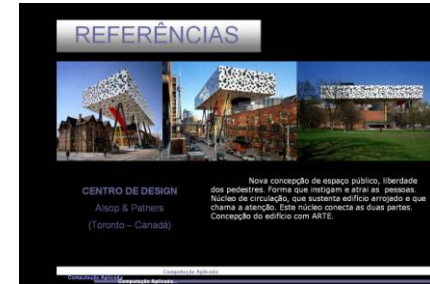 REFERÊNCIAS
CENTRO DE DESIGN
Alsop & Patners
(Toronto – Canadá)
Nova concepção de espaço público, liberdade
dos pedestres. Forma que instigam e atrai as pessoas.
Núcleo de circulação, que sustenta edifício arrojado e que
chama a atenção. Este núcleo conecta as duas partes.
Concepção do edifício com ARTE.
Computação Aplicada
Computação Aplicada
Computação Aplicada...